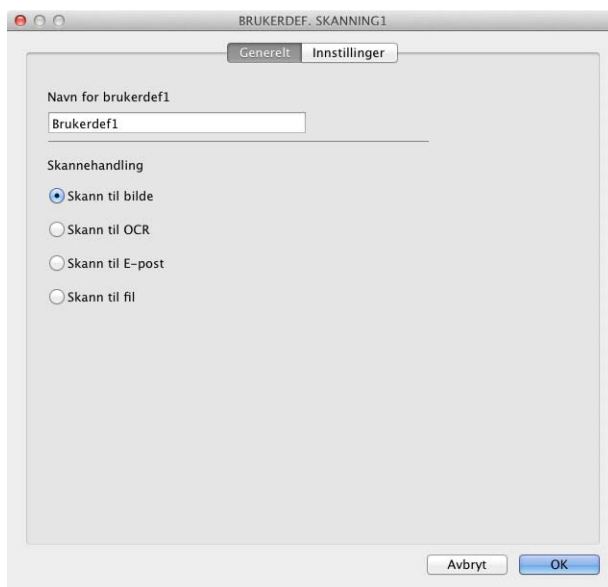 BRUKERDEF. SKANNING1
Generelt Innstillinger
Navn for brukerdef1
Brukerdef1
Skannehandling
Skann til bilde
Skann til OCR
Skann til E-post
Skann til fil
Avbryt OK